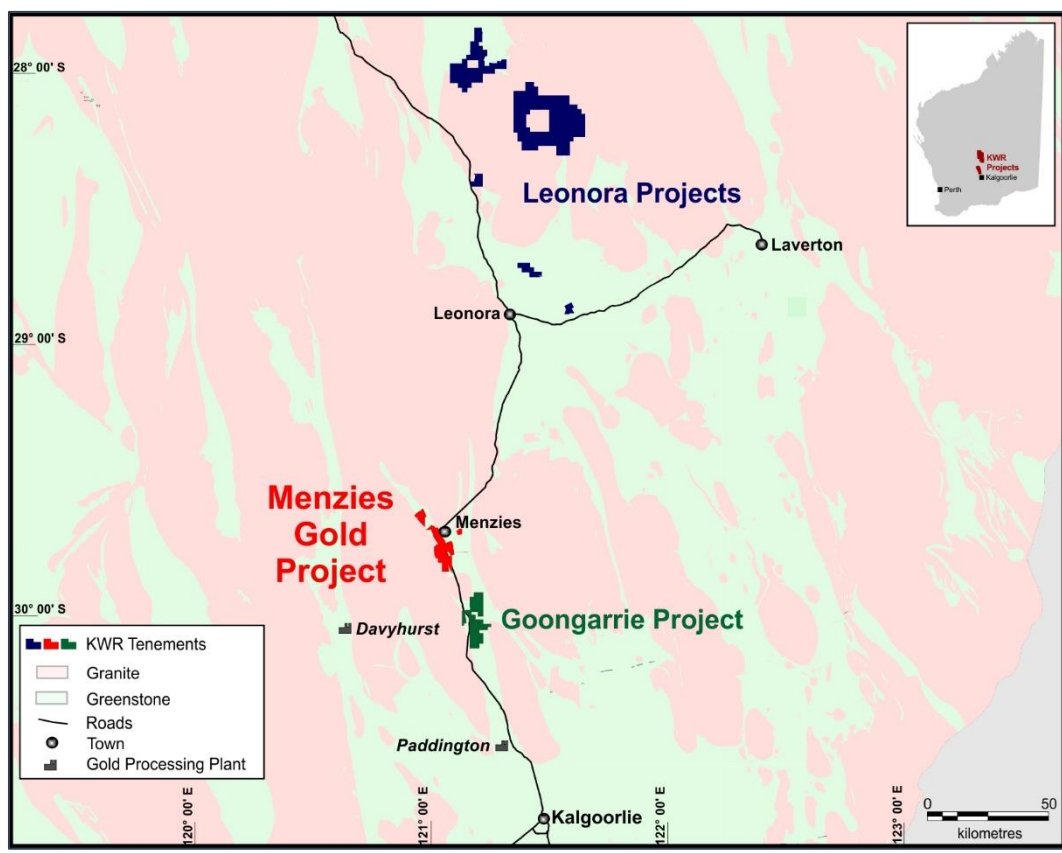 28° 00' S
KWR
Projects
Kalgoorlie
Perth
Leonora Projects
Laverton
Leonora
29° 00' S
Menzies
Gold
Project
Menzies
30° 00' S
Goongarrie Project
Davyhurst
KWR Tenements
Granite
Greenstone
Roads
Town
Gold Processing Plant
Paddington
120° 00' E
121° 00' E
122° 00' E
123° 00' E
Kalgoorlie
0 50
kilometres